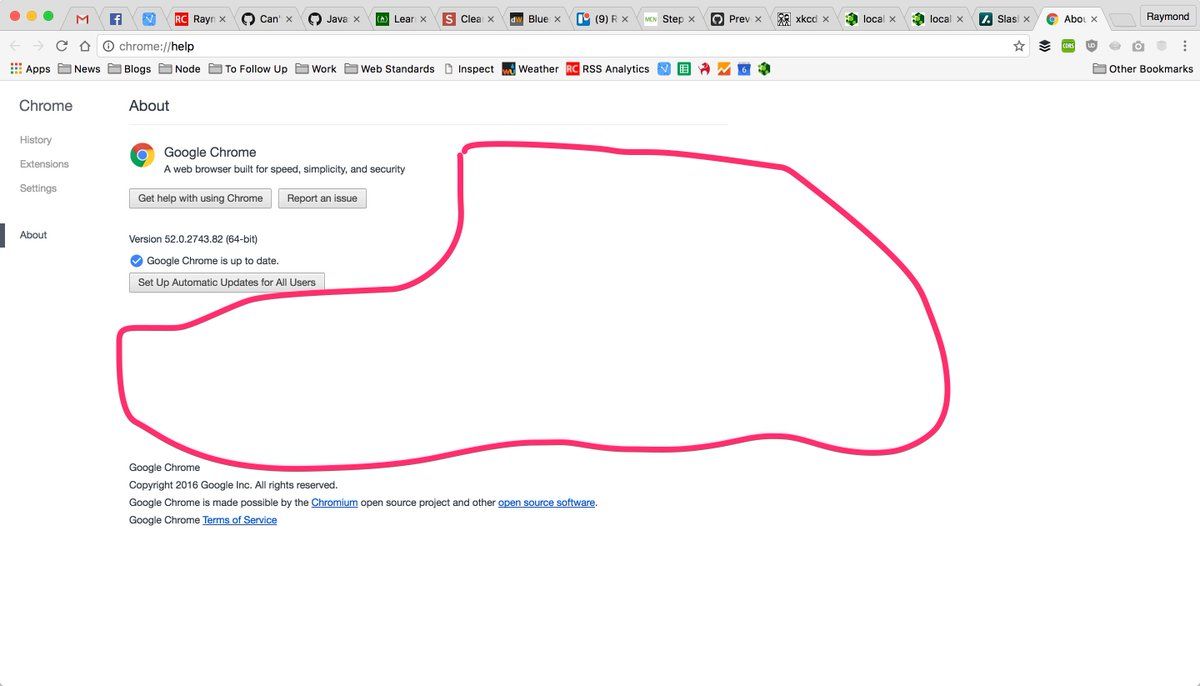 Rayn Can' Java Lear Clea Blue (9) R Step Prev xkcd local local Slasl Abou Raymond
chrome://help
Apps News Blogs Node To Follow Up Work Web Standards Inspect Weather RSS Analytics Other Bookmarks
Chrome
About
History
Extensions
Settings
About
Google Chrome
A web browser built for speed, simplicity, and security
Get help with using Chrome Report an issue
Version 52.0.2743.82 (64-bit)
Google Chrome is up to date.
Set Up Automatic Updates for All Users
Google Chrome
Copyright 2016 Google Inc. All rights reserved.
Google Chrome is made possible by the Chromium open source project and other open source software.
Google Chrome Terms of Service